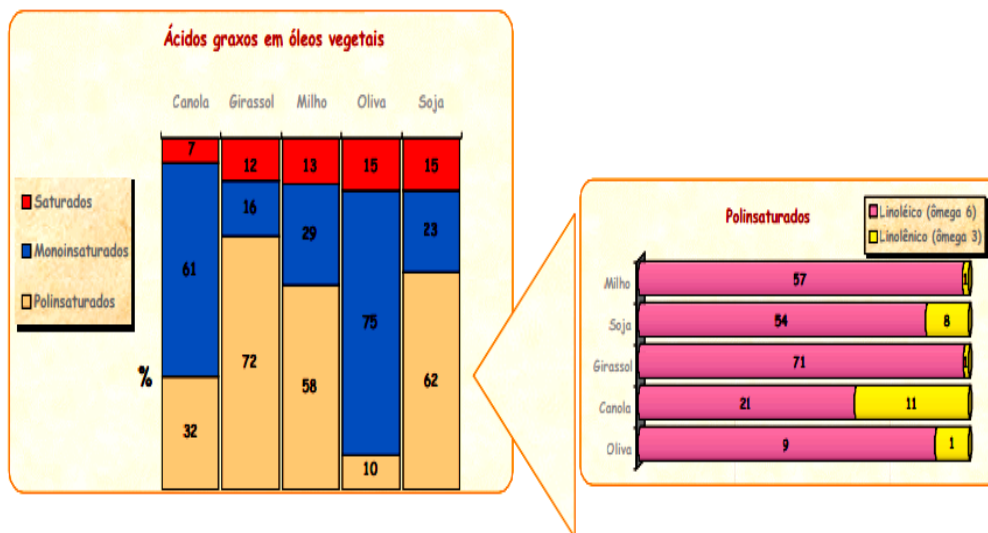 Ácidos graxos em óleos vegetais
Canola Girassol Milho Oliva Soja
7 12 13 15 15
61 16 29 75 23
32 72 58 10 62
%
Saturados
Monoinsaturados
Polinsaturados
Polinsaturados
Linoléico (ômega 6)
Linolênico (ômega 3)
Milho 57 1
Soja 54 8
Girassol 71 1
Canola 21 11
Oliva 9 1